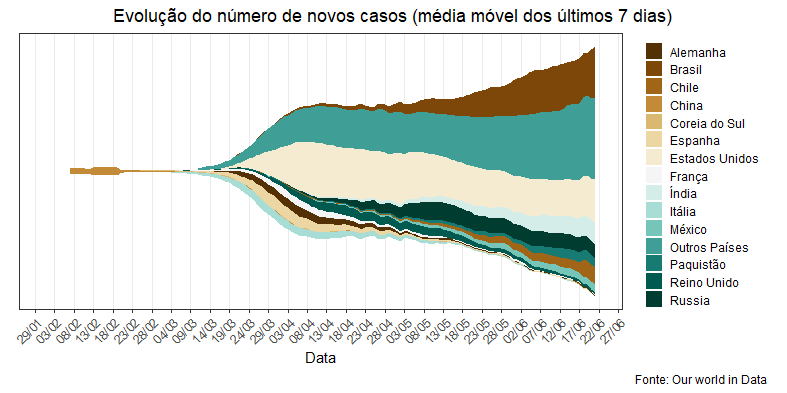 Evolução do número de novos casos (média móvel dos últimos 7 dias)
Alemanha
Brasil
Chile
China
Coreia do Sul
Espanha
Estados Unidos
França
Índia
Itália
México
Outros Países
Paquistão
Reino Unido
Russia
29/01 03/02 08/02 13/02 18/02 23/02 28/02 04/03 09/03 14/03 19/03 24/03 29/03 03/04 08/04 13/04 18/04 23/04 28/04 03/05 08/05 13/05 18/05 23/05 28/05 02/06 07/06 12/06 17/06 22/06 27/06
Data
Fonte: Our world in Data